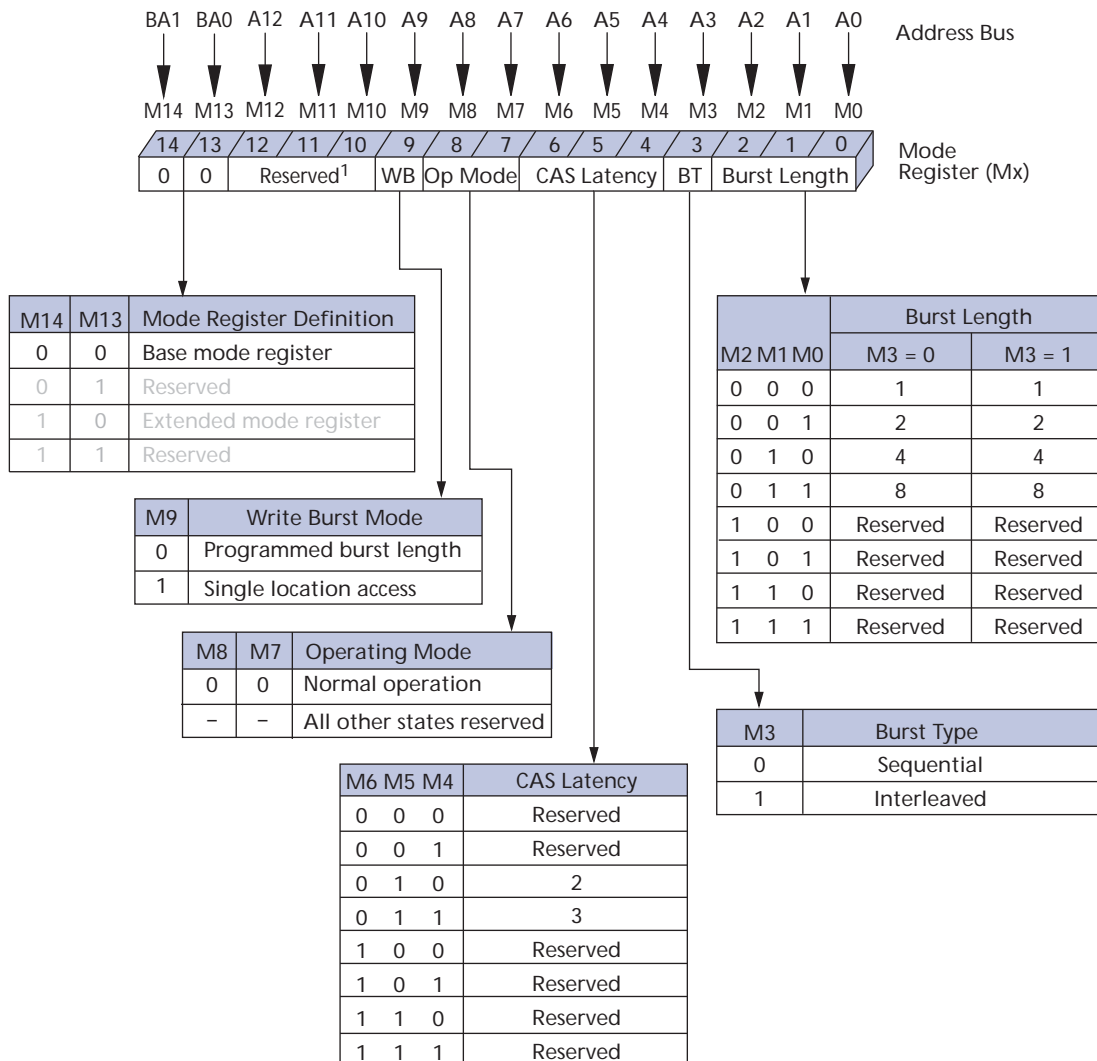 BA1 BA0 A12 A11 A10 A9 A8 A7 A6 A5 A4 A3 A2 A1 A0
Address Bus
M14 M13 M12 M11 M10 M9 M8 M7 M6 M5 M4 M3 M2 M1 M0
14 13 12 11 10 9 8 7 6 5 4 3 2 1 0
Mode
Register (Mx)
0 0 Reserved1 WB Op Mode CAS Latency BT Burst Length
M14 M13 Mode Register Definition
0 0 Base mode register
0 1 Reserved
1 0 Extended mode register
1 1 Reserved
M9 Write Burst Mode
0 Programmed burst length
1 Single location access
M8 M7 Operating Mode
0 0 Normal operation
– – All other states reserved
M6 M5 M4 CAS Latency
0 0 0 Reserved
0 0 1 Reserved
0 1 0 2
0 1 1 3
1 0 0 Reserved
1 0 1 Reserved
1 1 0 Reserved
1 1 1 Reserved
Burst Length
M2 M1 M0 M3 = 0 M3 = 1
0 0 0 1 1
0 0 1 2 2
0 1 0 4 4
0 1 1 8 8
1 0 0 Reserved Reserved
1 0 1 Reserved Reserved
1 1 0 Reserved Reserved
1 1 1 Reserved Reserved
M3 Burst Type
0 Sequential
1 Interleaved